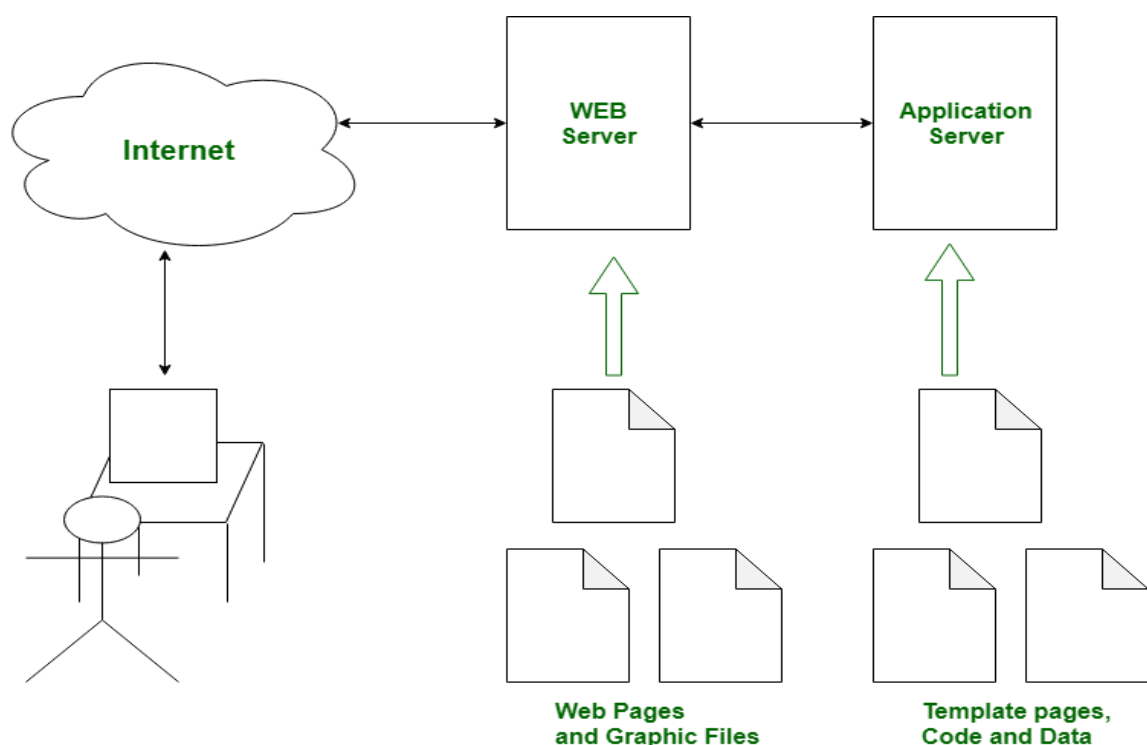 Internet
WEB
Server
Application
Server
Web Pages
and Graphic Files
Template pages,
Code and Data